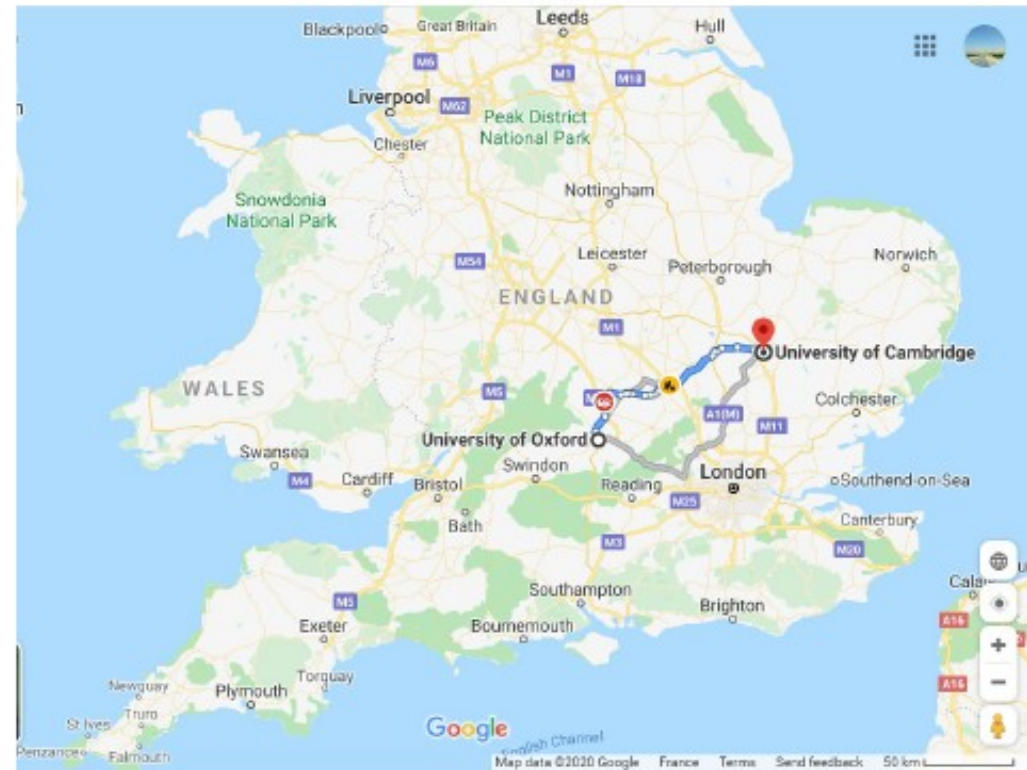 Leeds
Blackpool
Great Britain
Hull
M6
M1
M18
Liverpool
M62
Peak District
National Park
Chester
Snowdonia
National Park
Nottingham
M54
Leicester
Peterborough
Norwich
ENGLAND
M1
University of Cambridge
WALES
M5
A1(M)
Colchester
M11
University of Oxford
Swansea
M4
Cardiff
Bristol
Swindon
Reading
London
Southend-on-Sea
M25
Bath
Canterbury
M3
M20
Southampton
Brighton
M5
Exeter
Bournemouth
A16
Torquay
Newquay
Plymouth
A16
Truro
St Ives
Penzance
Falmouth
Google
English Channel
Map data ©2020 Google France Terms Send feedback 50 km